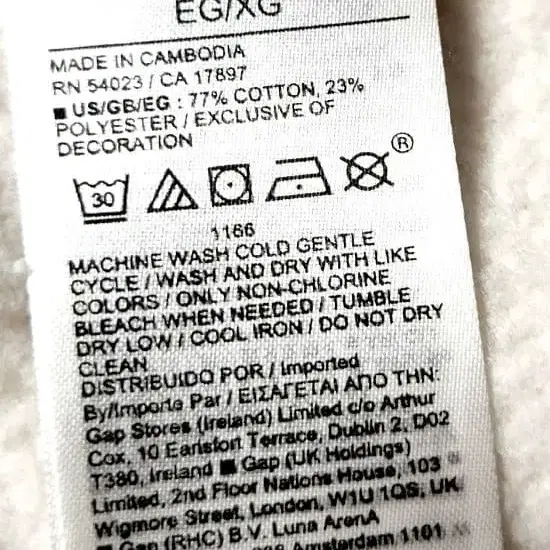 EG/XG
MADE IN CAMBODIA
RN 54023 / CA 17897
■ US/GB/EG : 77% COTTON, 23%
POLYESTER / EXCLUSIVE OF
DECORATION
30
®
1166
MACHINE WASH COLD GENTLE
CYCLE / WASH AND DRY WITH LIKE
COLORS / ONLY NON-CHLORINE
BLEACH WHEN NEEDED / TUMBLE
DRY LOW / COOL IRON / DO NOT DRY
CLEAN
DISTRIBUIDO POR / Imported
By/Importe Par / ΕΙΣΑΓΕΤΑΙ ΑΠΟ ΤΗΝ:
Gap Stores (Ireland) Limited c/o Arthur
Cox, 10 Earlsfort Terrace, Dublin 2, D02
T380, Ireland ■ Gap (UK Holdings)
Limited, 2nd Floor Nations House, 103
Wigmore Street, London, W1U 1QS, UK
■ Gap (RHC) B.V. Luna ArenA
Amsterdam 1101